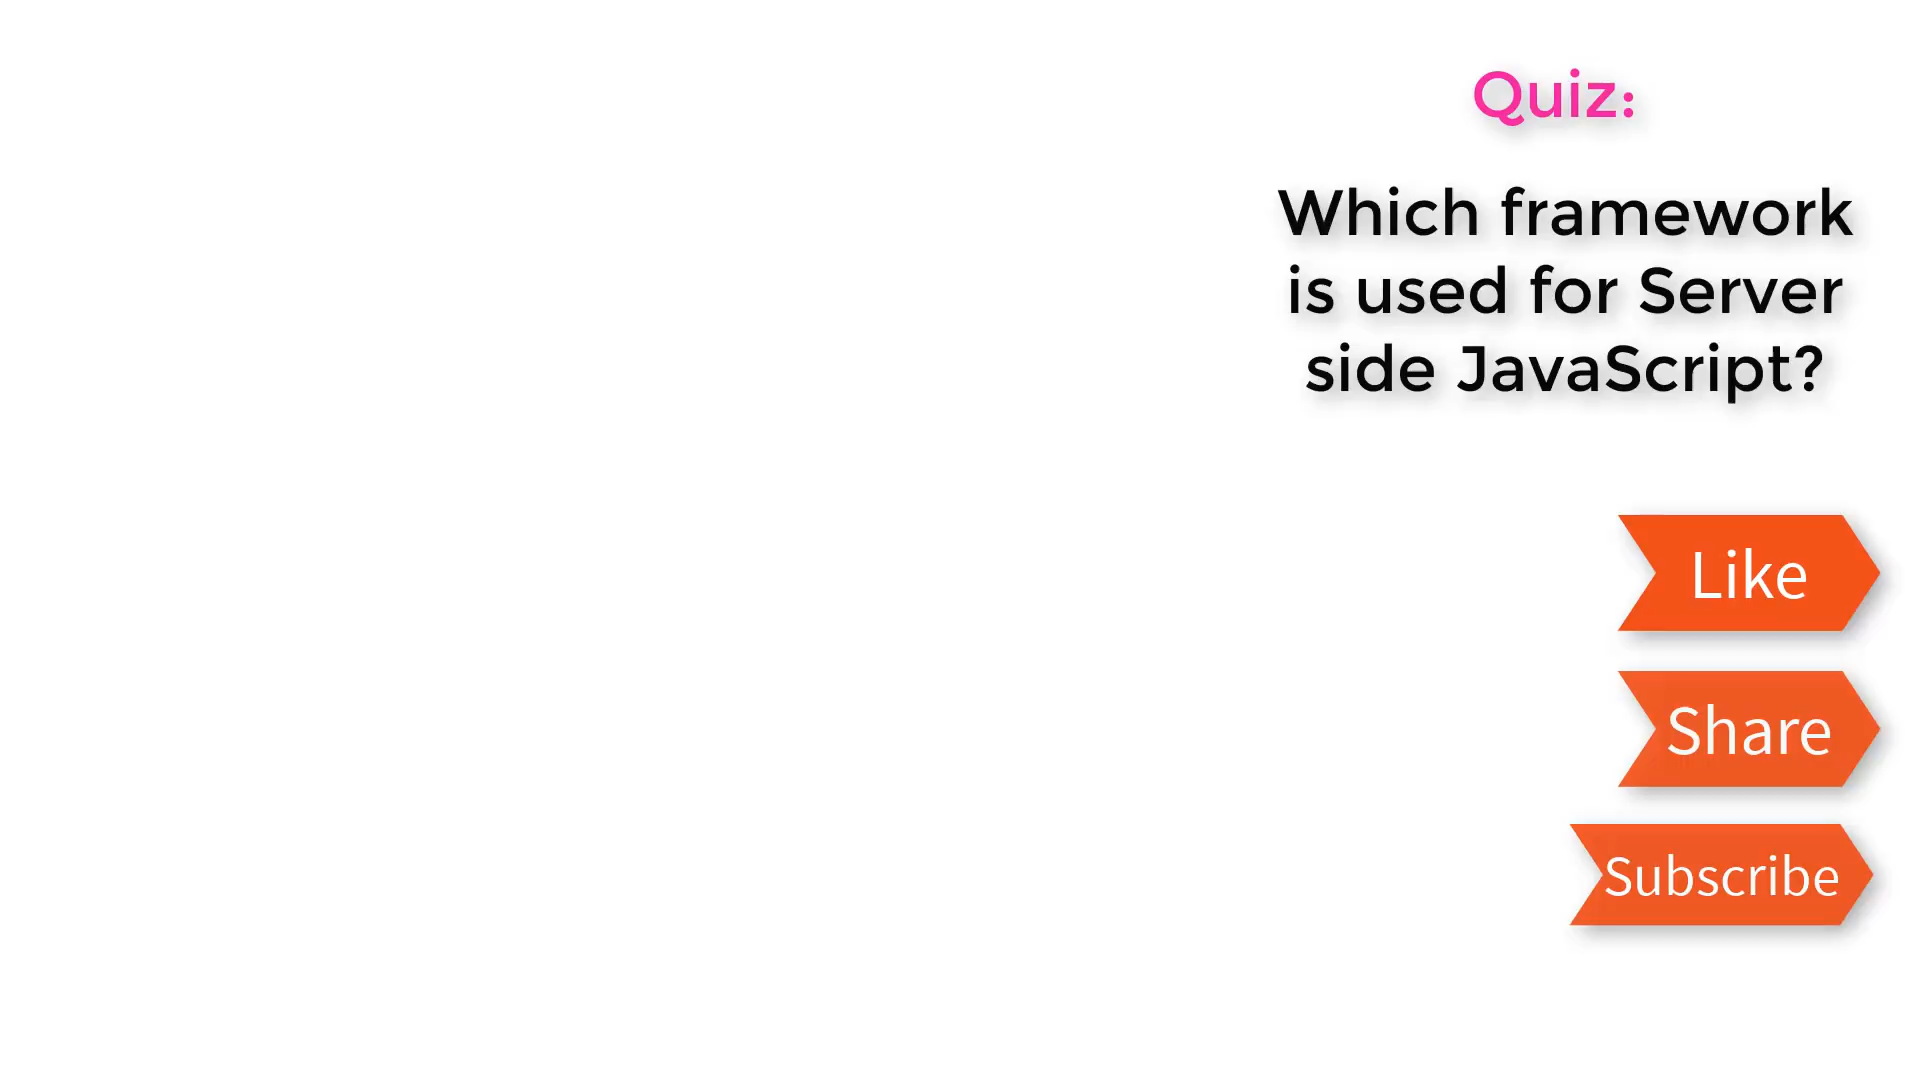 Quiz:
Which framework
is used for Server
side JavaScript?
Like
Share
Subscribe